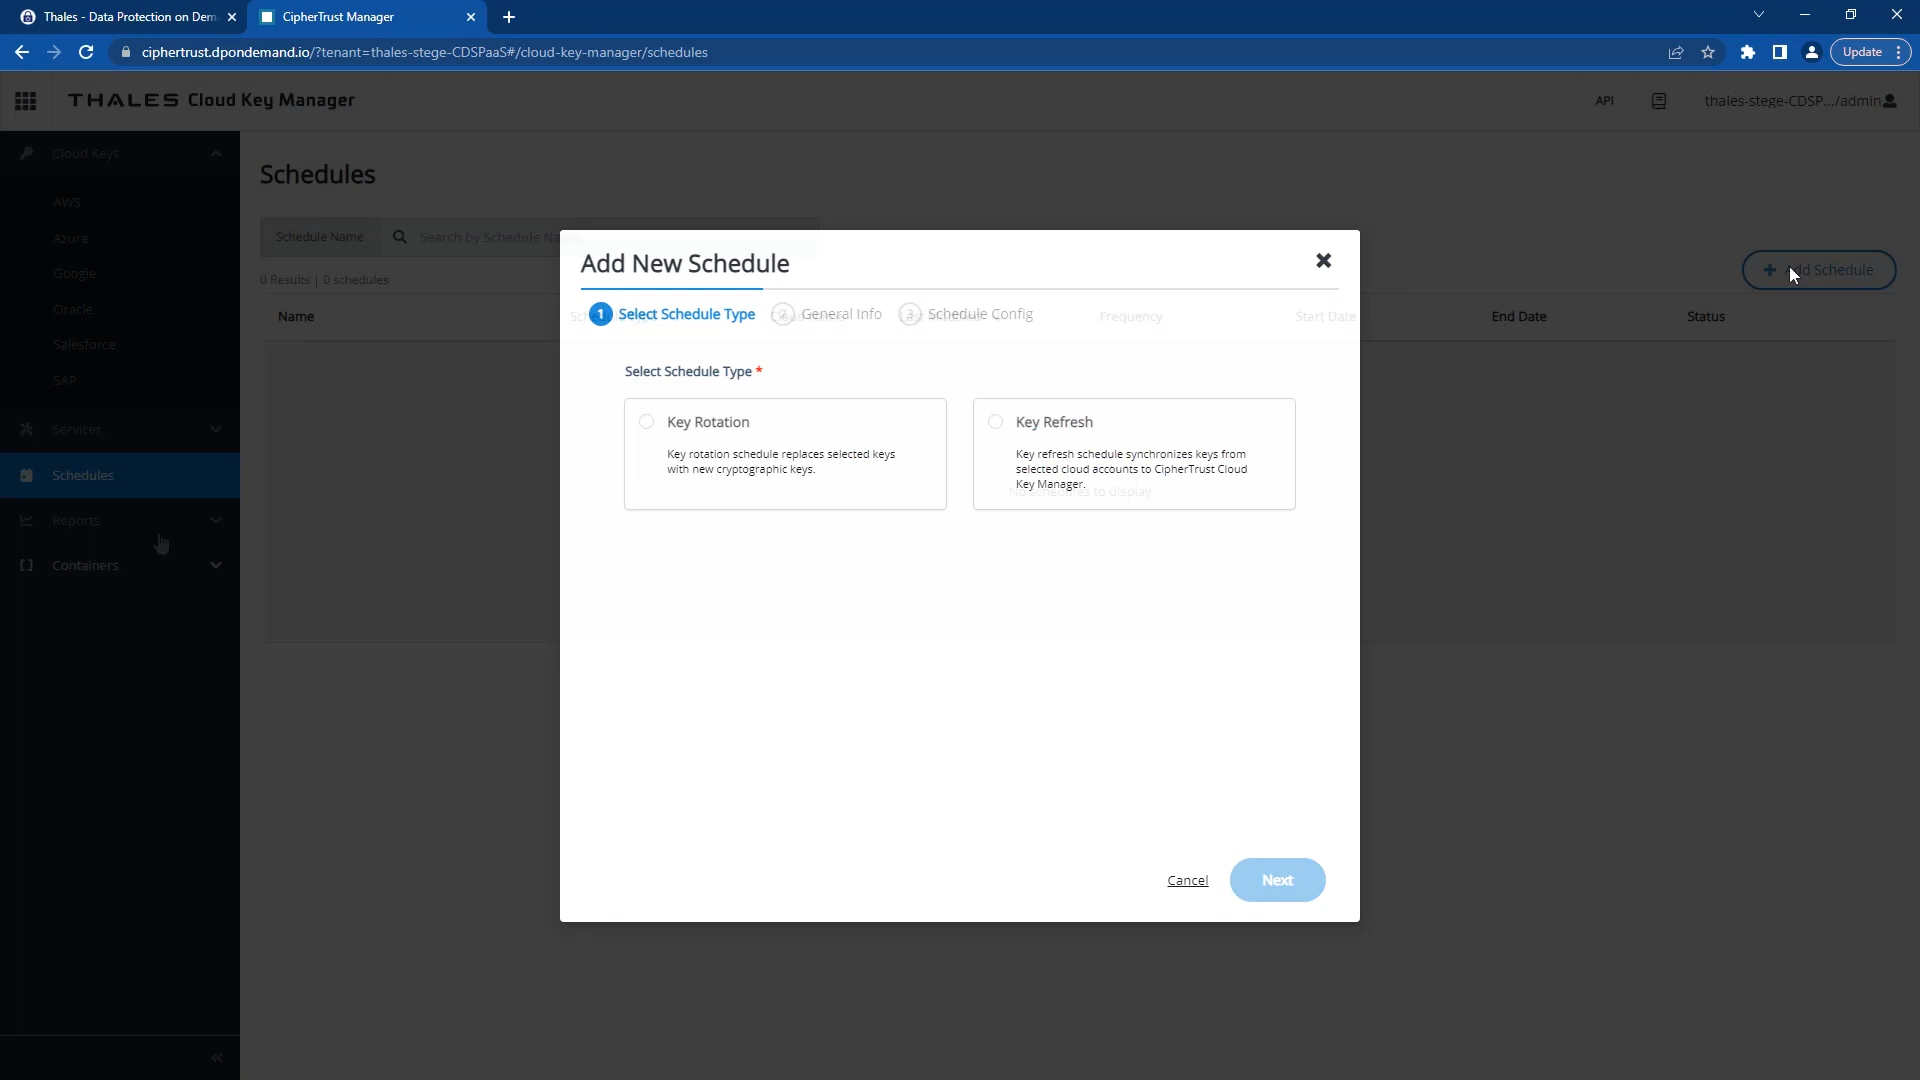 Thales - Data Protection on Dem
CipherTrust Manager
ciphertrust.dpondemand.io/?tenant=thales-stege-CDSPaaS#/cloud-key-manager/schedules
Update
THALES Cloud Key Manager
API
thales-stege-CDSP.../admin
Cloud Keys
AWS
Azure
Google
Oracle
Salesforce
SAP
Services
Schedules
Reports
Containers
Schedules
Schedule Name
Search by Schedule Na
0 Results | 0 schedules
Add Schedule
Name
Frequency
Start Date
End Date
Status
No schedules to display
Add New Schedule
1 Select Schedule Type
2 General Info
3 Schedule Config
Select Schedule Type *
Key Rotation
Key rotation schedule replaces selected keys
with new cryptographic keys.
Key Refresh
Key refresh schedule synchronizes keys from
selected cloud accounts to CipherTrust Cloud
Key Manager.
Cancel
Next